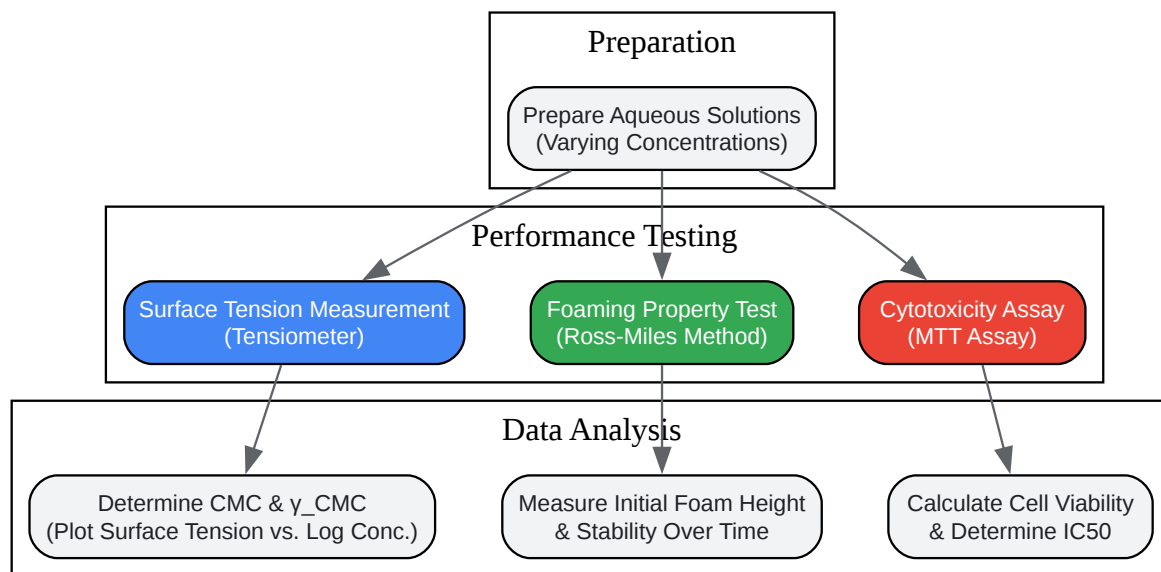 Preparation
Prepare Aqueous Solutions
(Varying Concentrations)
Performance Testing
Surface Tension Measurement
(Tensiometer)
Foaming Property Test
(Ross-Miles Method)
Cytotoxicity Assay
(MTT Assay)
Data Analysis
Determine CMC & γ_CMC
(Plot Surface Tension vs. Log Conc.)
Measure Initial Foam Height
& Stability Over Time
Calculate Cell Viability
& Determine IC50